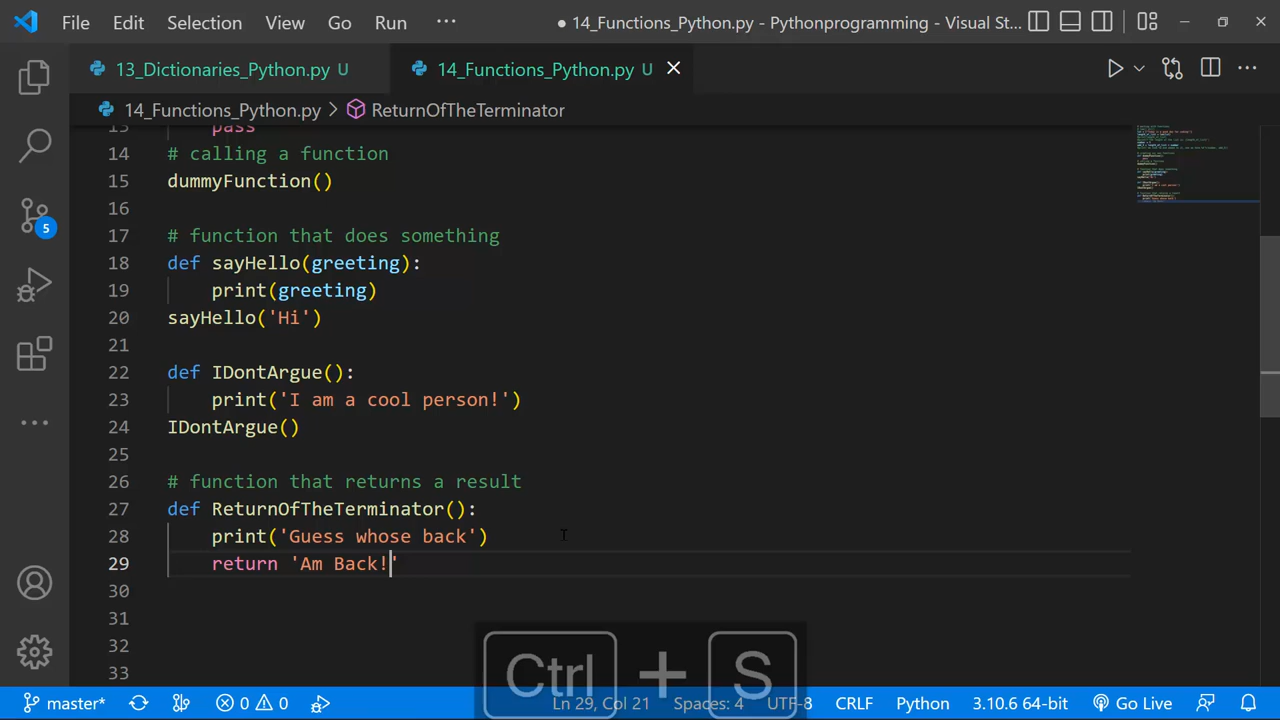 File Edit Selection View Go Run ··· ● 14_Functions_Python.py - Pythonprogramming - Visual St...
13_Dictionaries_Python.py U 14_Functions_Python.py U
14_Functions_Python.py > ReturnOfTheTerminator
13 pass
14 # calling a function
15 dummyFunction()
16
17 # function that does something
18 def sayHello(greeting):
19 print(greeting)
20 sayHello('Hi')
21
22 def IDontArgue():
23 print('I am a cool person!')
24 IDontArgue()
25
26 # function that returns a result
27 def ReturnOfTheTerminator():
28 print('Guess whose back')
29 return 'Am Back!'
30
31
32
33
5
Ctrl + S
master* 0 0 Ln 29, Col 21 Spaces: 4 UTF-8 CRLF Python 3.10.6 64-bit Go Live